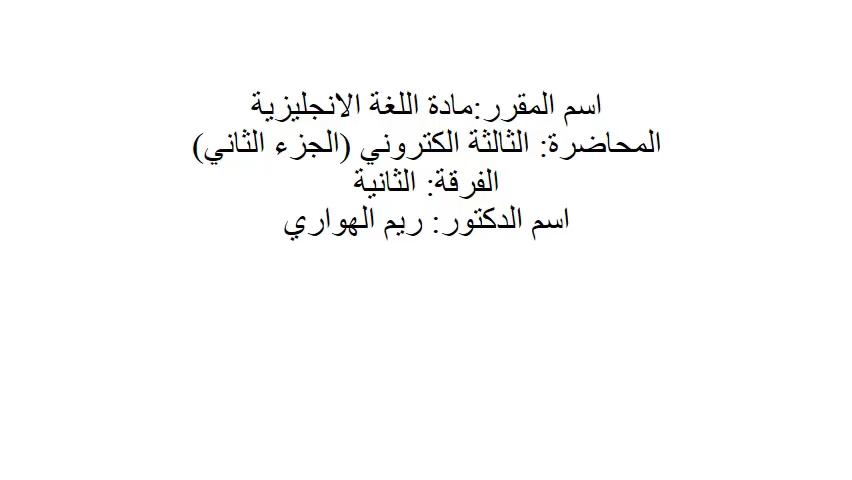 اسم المقرر:مادة اللغة الانجليزية
المحاضرة: الثالثة الكتروني (الجزء الثاني)
الفرقة: الثانية
اسم الدكتور: ريم الهواري